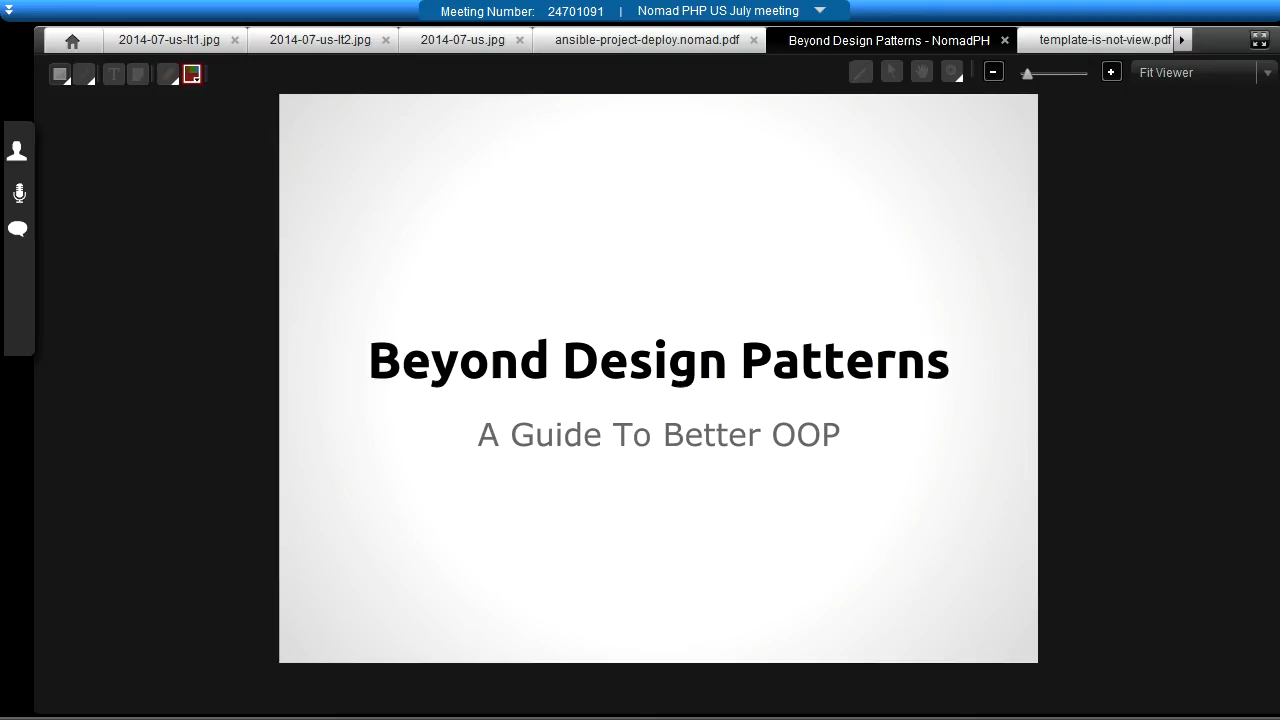 Meeting Number: 24701091 | Nomad PHP US July meeting
2014-07-us-lt1.jpg
2014-07-us-lt2.jpg
2014-07-us.jpg
ansible-project-deploy.nomad.pdf
Beyond Design Patterns - NomadPH
template-is-not-view.pdf
T
Fit Viewer
Beyond Design Patterns
A Guide To Better OOP